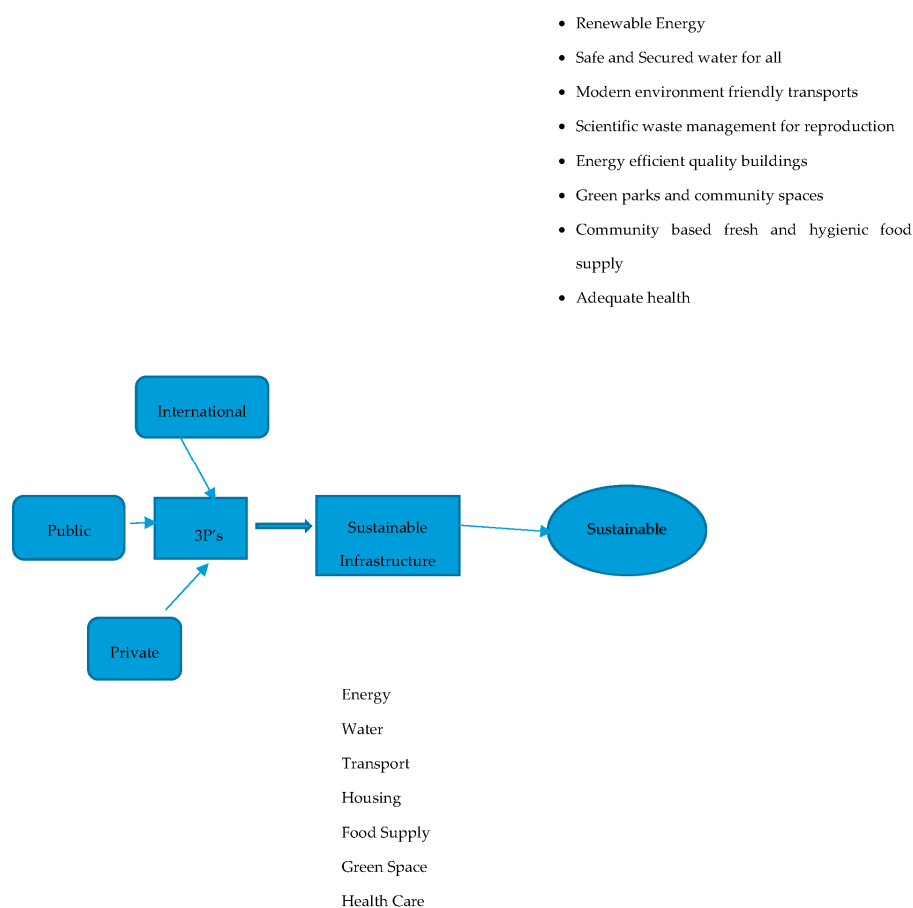 • Renewable Energy
• Safe and Secured water for all
• Modern environment friendly transports
• Scientific waste management for reproduction
• Energy efficient quality buildings
• Green parks and community spaces
• Community based fresh and hygienic food
supply
• Adequate health
International
Public
3P's
Sustainable
Infrastructure
Sustainable
Private
Energy
Water
Transport
Housing
Food Supply
Green Space
Health Care